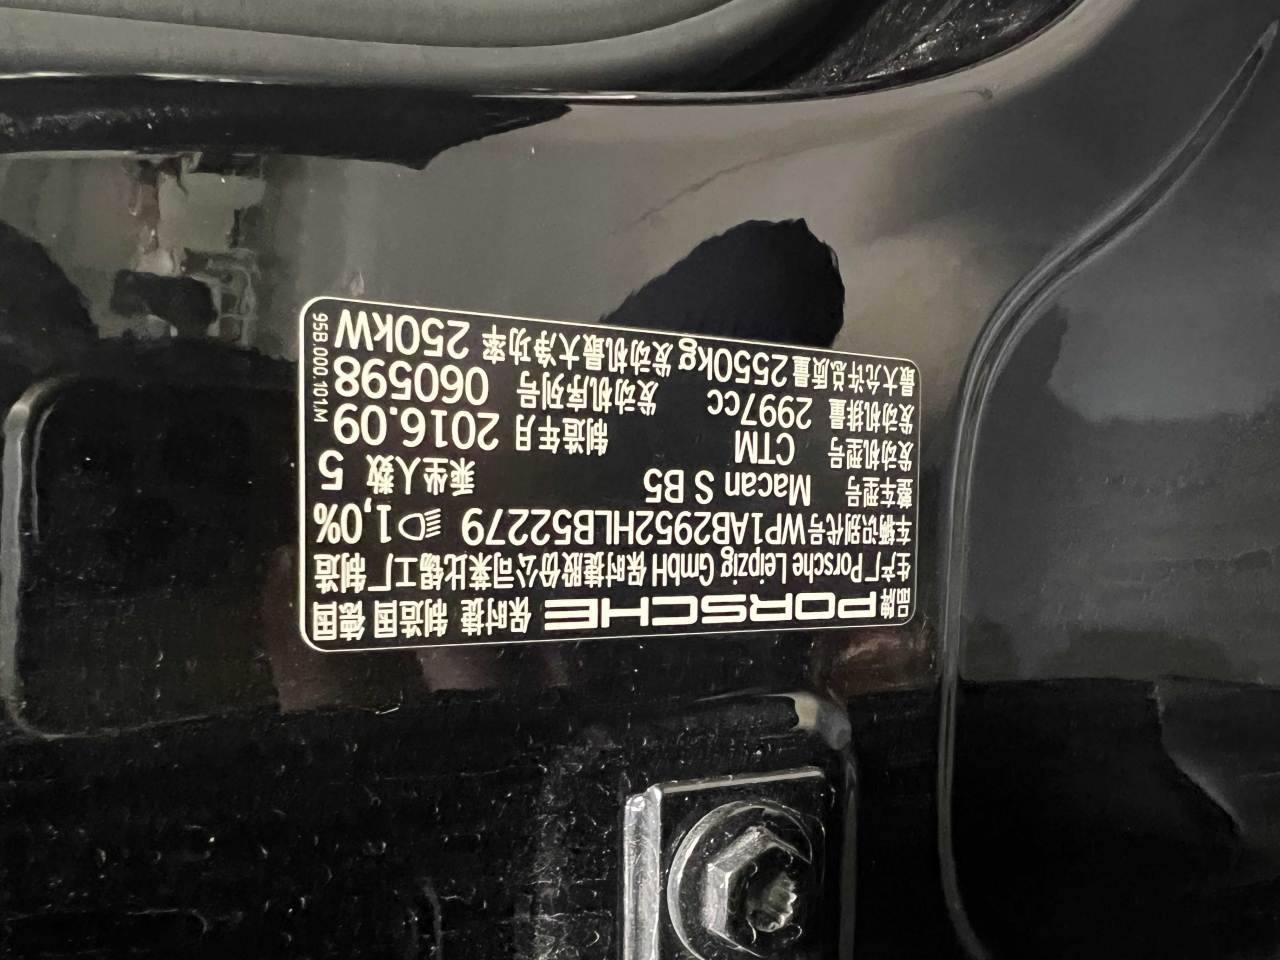 品牌 PORSCHE 保时捷 制造国 德国
生产厂 Porsche Leipzig GmbH 保时捷股份公司莱比锡工厂制造
车辆识别代号 WP1AB2952HLB52279 1,0%
整车型号 Macan S B5 乘坐人数 5
发动机型号 CTM 制造年月 2016.09
发动机排量 2997cc 发动机序列号 060598
最大允许总质量 2550kg 发动机最大净功率 250kW
95B.000.101.M